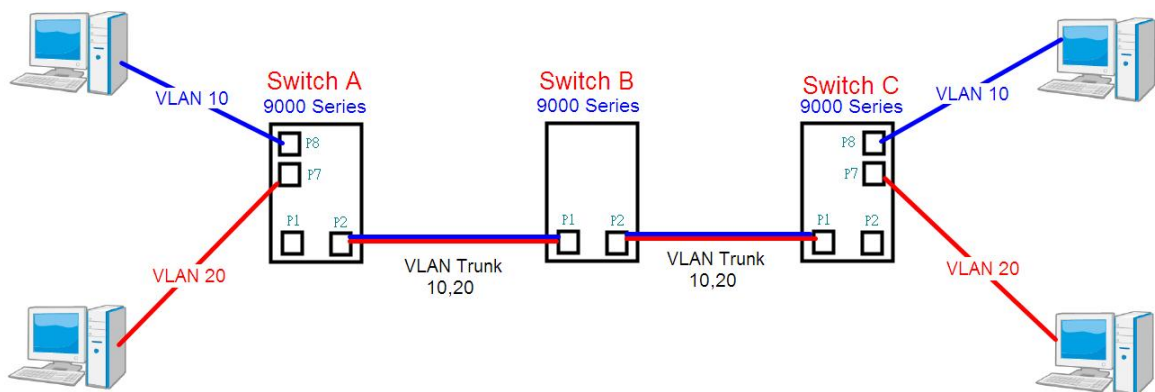 Switch A
9000 Series
Switch B
9000 Series
Switch C
9000 Series
VLAN 10
VLAN 10
P8
P7
P1
P2
P1
P2
P8
P7
P1
P2
VLAN Trunk
10,20
VLAN Trunk
10,20
VLAN 20
VLAN 20